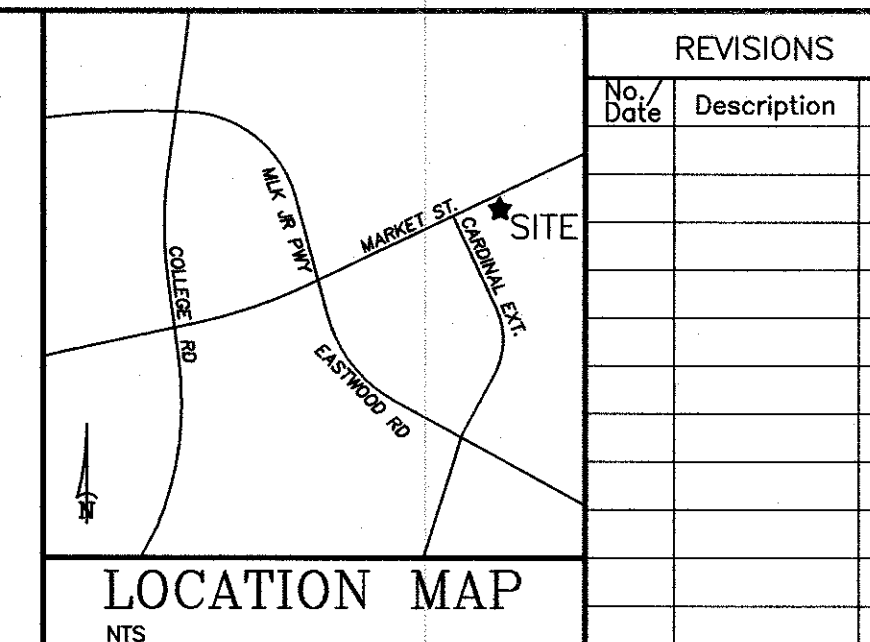 REVISIONS
No./
Date
Description
MLK JR PWY
MARKET ST.
SITE
CARDINAL EXT.
COLLEGE RD
EASTWOOD RD
N
LOCATION MAP
NTS